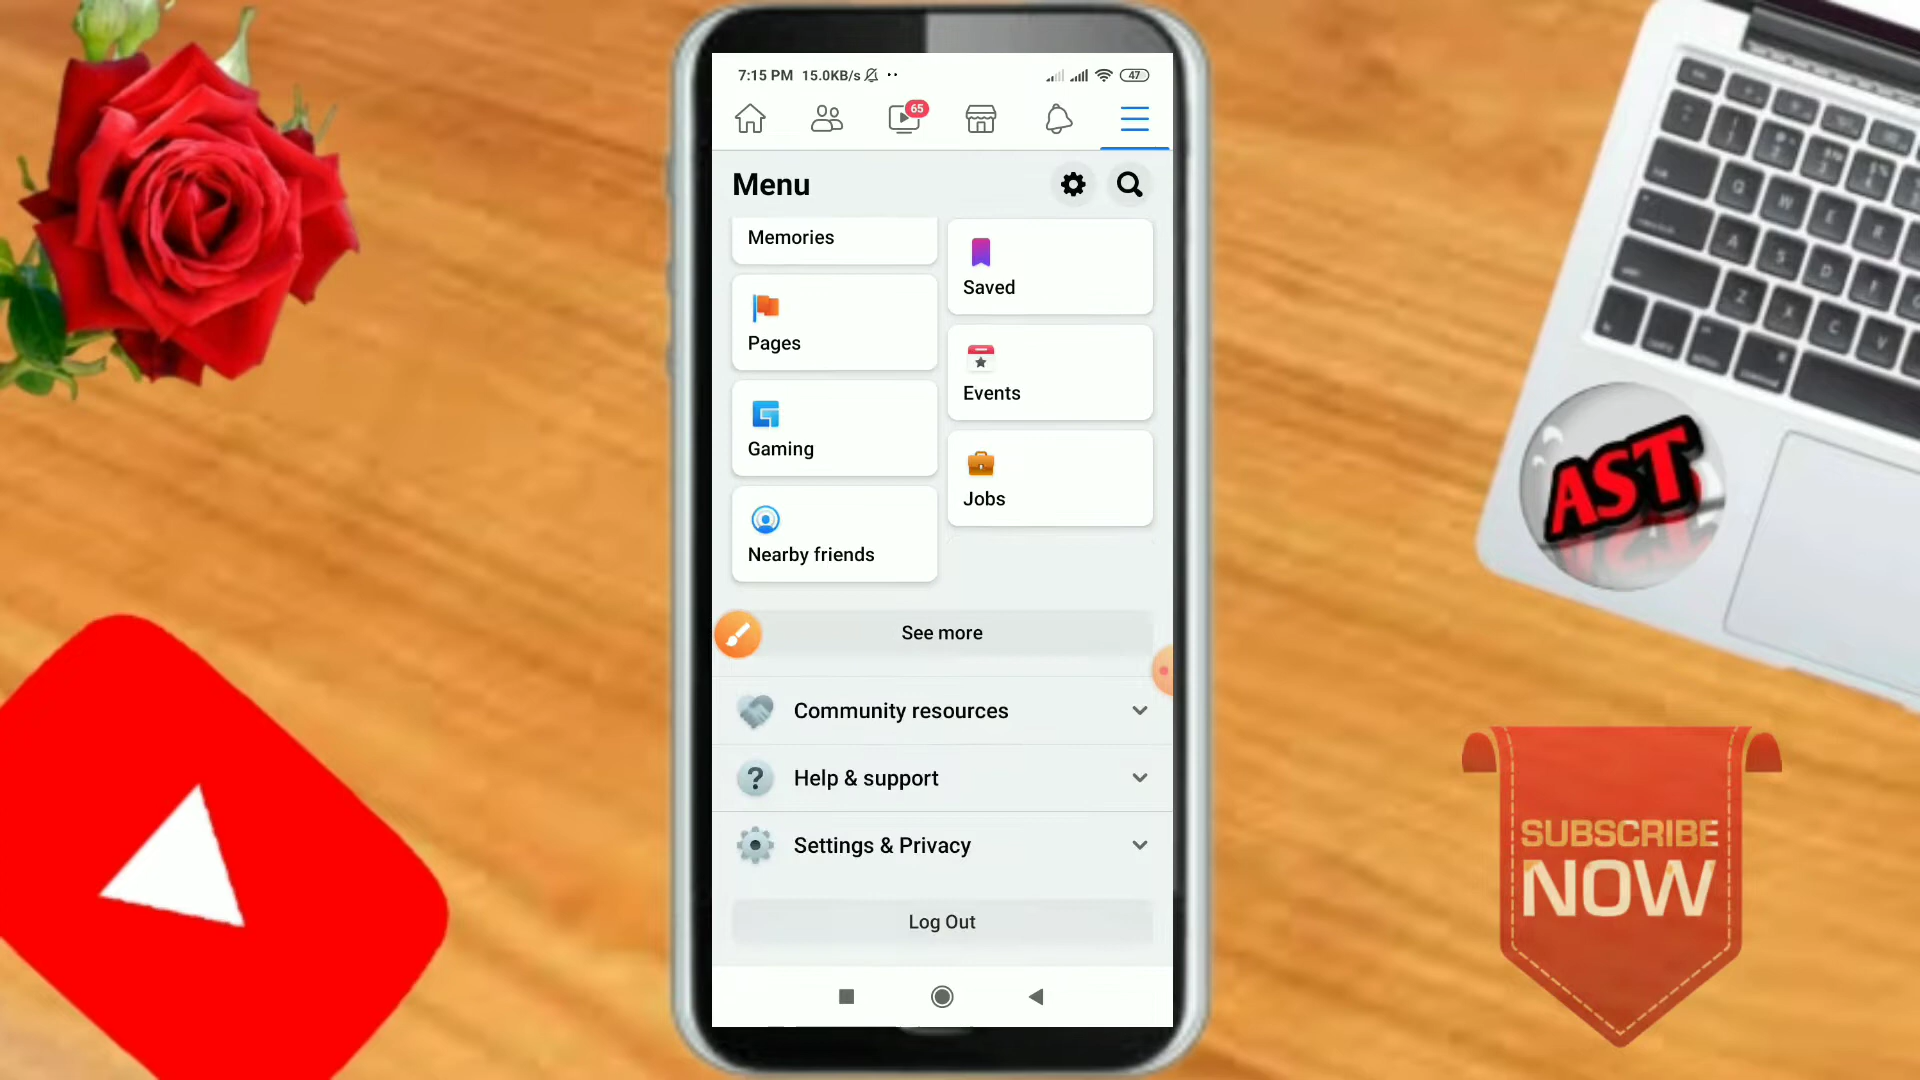 7:15 PM 15.0KB/s 47
65
Menu
Memories
Saved
Pages
Events
Gaming
Jobs
Nearby friends
See more
Community resources
Help & support
Settings & Privacy
Log Out
AST
SUBSCRIBE
NOW
Q W E R
A S D F
Z X C V